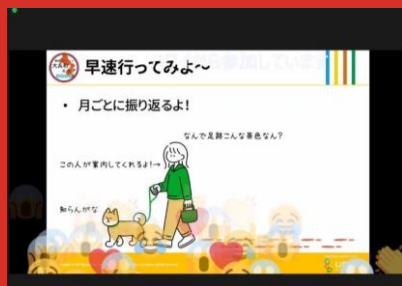 早速行ってみよ～
・ 月ごとに振り返るよ！
なんで足跡こんな茶色なん？
この人が案内してくれるよ！→
知らんがな